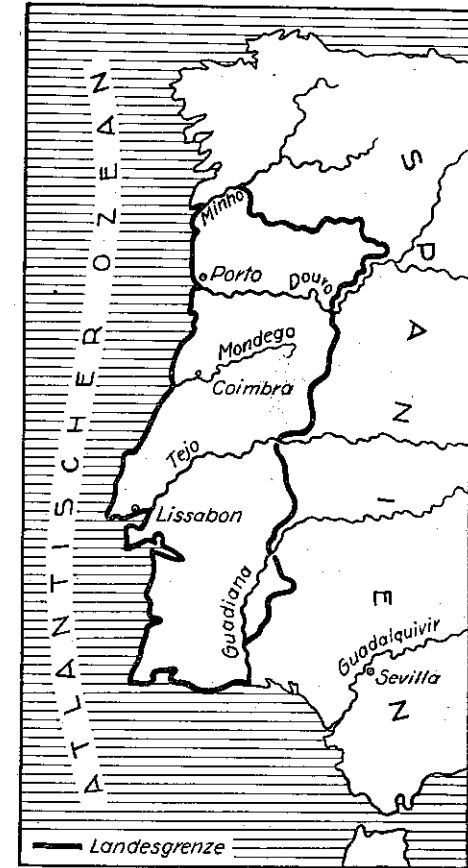 ATLANTISCHER OZEAN
SPANIEN
Minho
Porto
Douro
Mondego
Coimbra
Tejo
Lissabon
Guadiana
Guadalquivir
Sevilla
Landesgrenze